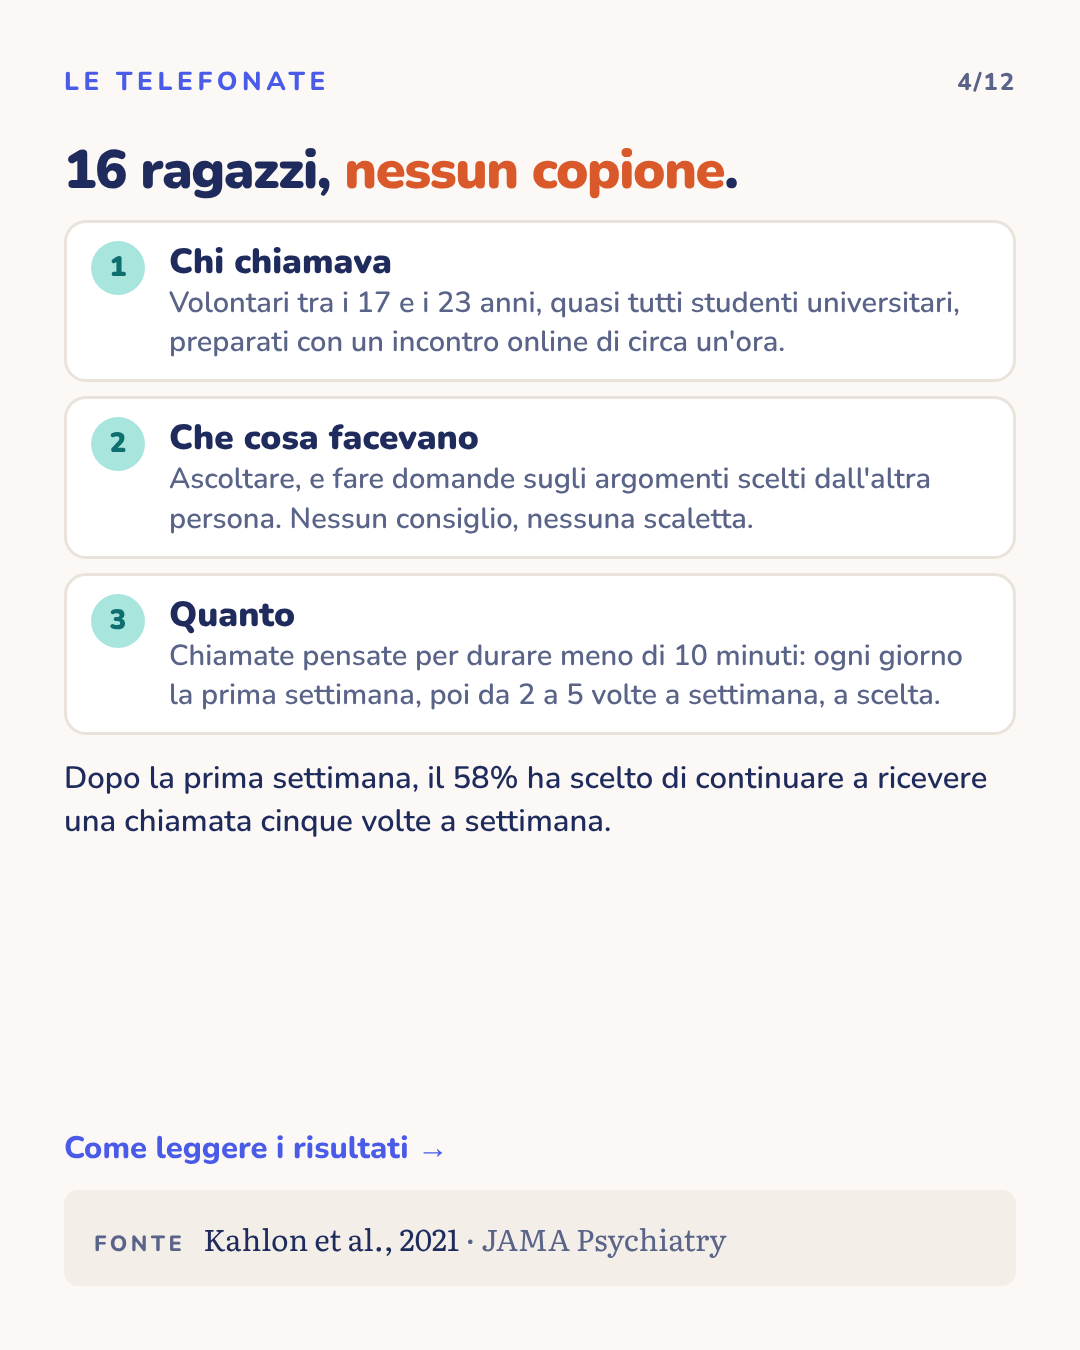 LE TELEFONATE
4/12
16 ragazzi, nessun copione.
1
Chi chiamava
Volontari tra i 17 e i 23 anni, quasi tutti studenti universitari,
preparati con un incontro online di circa un'ora.
2
Che cosa facevano
Ascoltare, e fare domande sugli argomenti scelti dall'altra
persona. Nessun consiglio, nessuna scaletta.
3
Quanto
Chiamate pensate per durare meno di 10 minuti: ogni giorno
la prima settimana, poi da 2 a 5 volte a settimana, a scelta.
Dopo la prima settimana, il 58% ha scelto di continuare a ricevere
una chiamata cinque volte a settimana.
Come leggere i risultati →
FONTE Kahlon et al., 2021 · JAMA Psychiatry